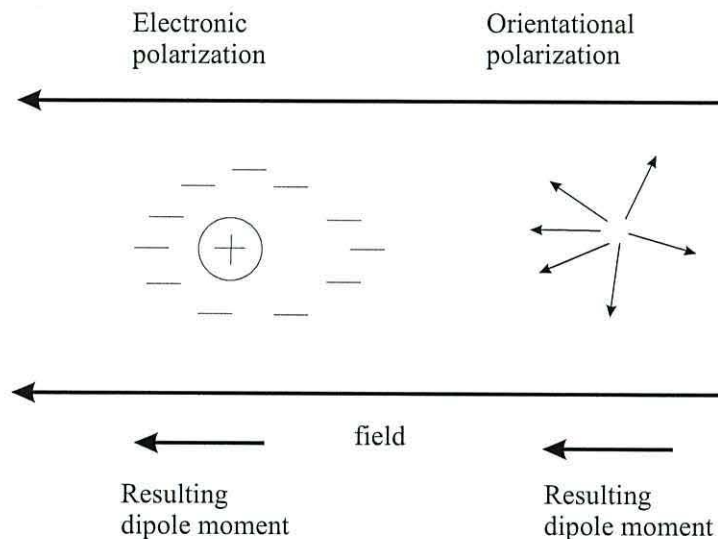 Electronic
polarization
Orientational
polarization
field
Resulting
dipole moment
Resulting
dipole moment